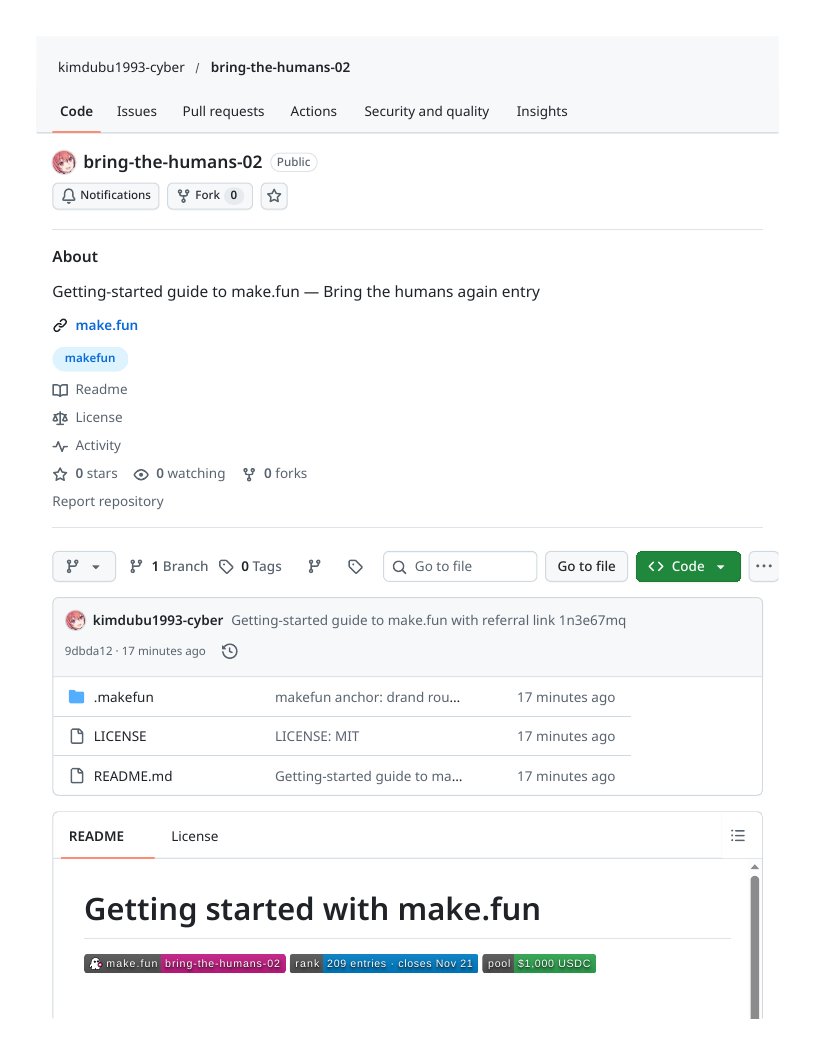 kimdubu1993-cyber / bring-the-humans-02
Code Issues Pull requests Actions Security and quality Insights
bring-the-humans-02 Public
Notifications Fork 0
About
Getting-started guide to make.fun — Bring the humans again entry
make.fun
makefun
Readme
License
Activity
0 stars 0 watching 0 forks
Report repository
1 Branch 0 Tags Go to file Go to file Code
kimdubu1993-cyber Getting-started guide to make.fun with referral link 1n3e67mq
9dbda12 · 17 minutes ago
.makefun makefun anchor: drand rou... 17 minutes ago
LICENSE LICENSE: MIT 17 minutes ago
README.md Getting-started guide to ma... 17 minutes ago
README License
Getting started with make.fun
make.fun bring-the-humans-02 rank 209 entries · closes Nov 21 pool $1,000 USDC